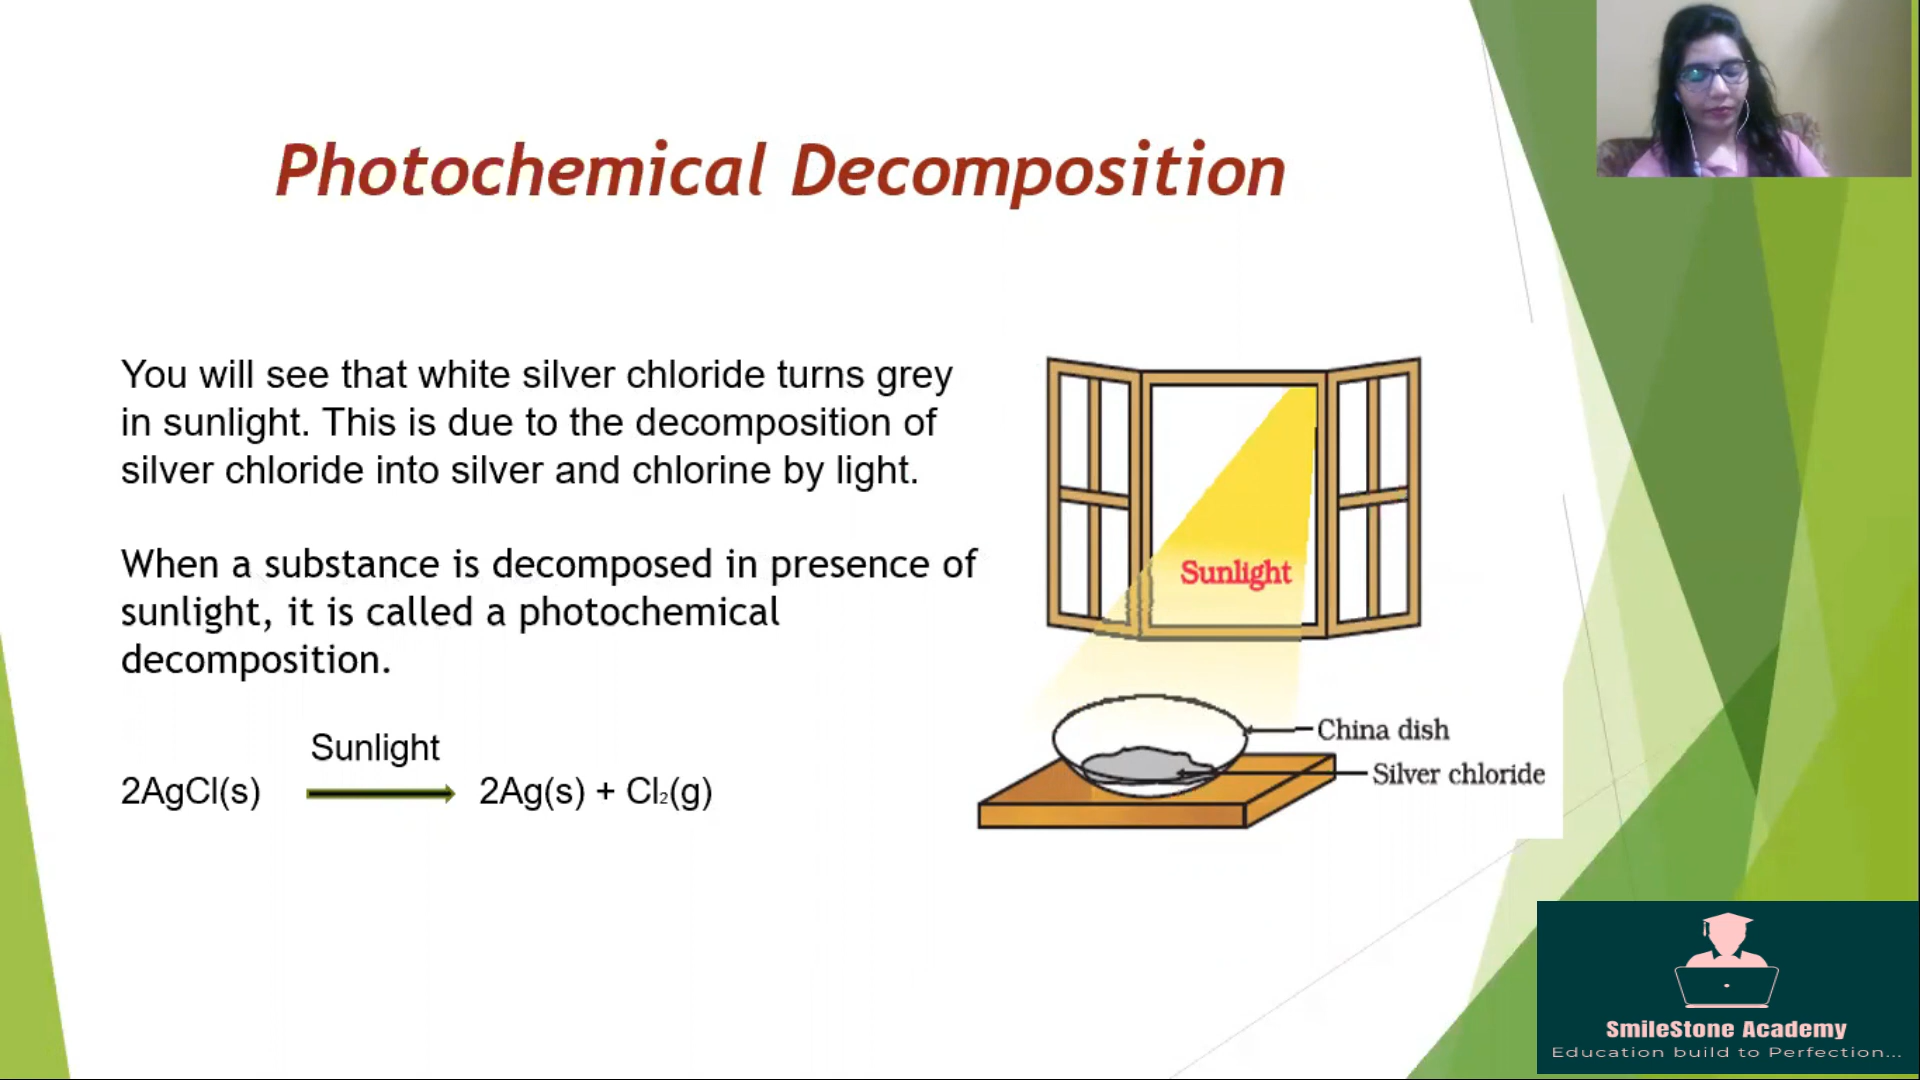 Photochemical Decomposition
You will see that white silver chloride turns grey
in sunlight. This is due to the decomposition of
silver chloride into silver and chlorine by light.
When a substance is decomposed in presence of
sunlight, it is called a photochemical
decomposition.
Sunlight
2AgCl(s) 2Ag(s) + Cl₂(g)
Sunlight
China dish
Silver chloride
SmileStone Academy
Education build to Perfection...